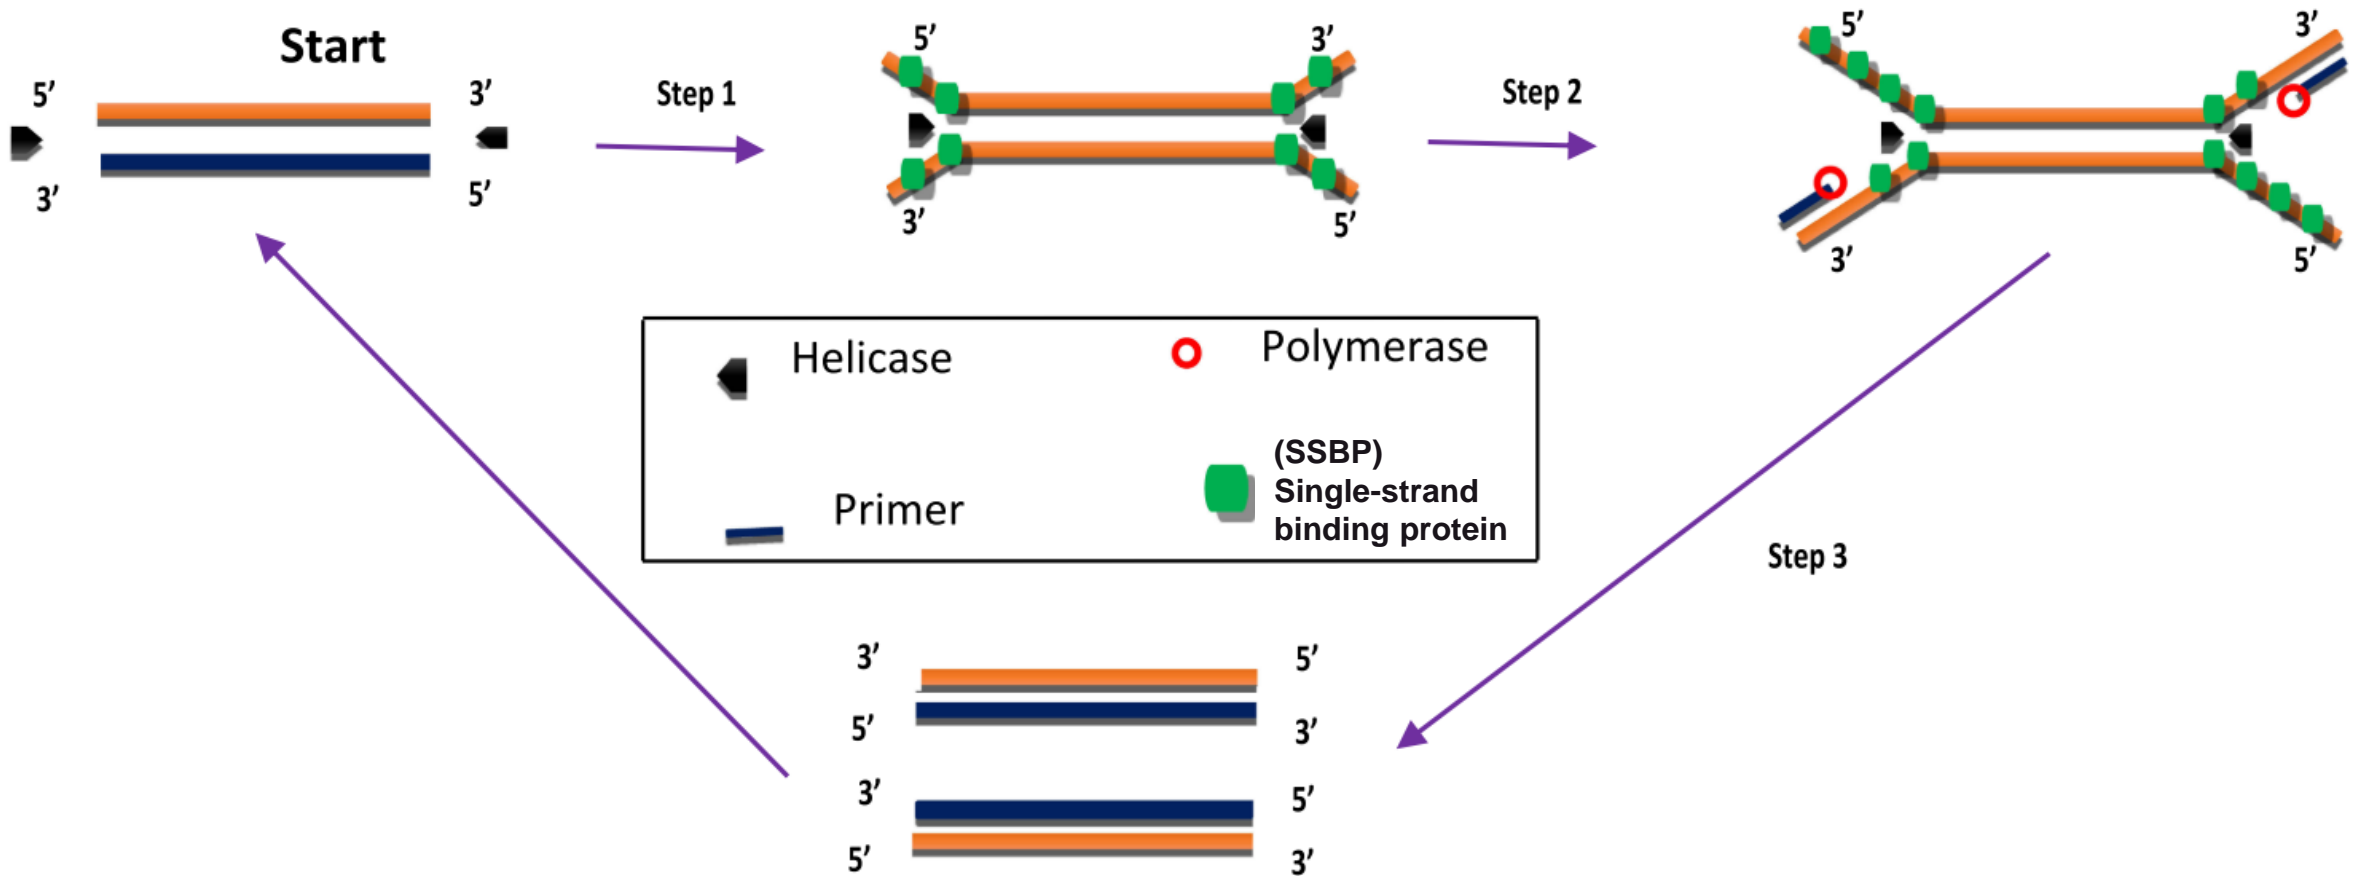 Start
5’
3’
3’
5’
Step 1
5’
3’
3’
5’
Step 2
5’
3’
3’
5’
Helicase
Polymerase
Primer
(SSBP)
Single-strand
binding protein
Step 3
3’
5’
5’
3’
3’
5’
5’
3’